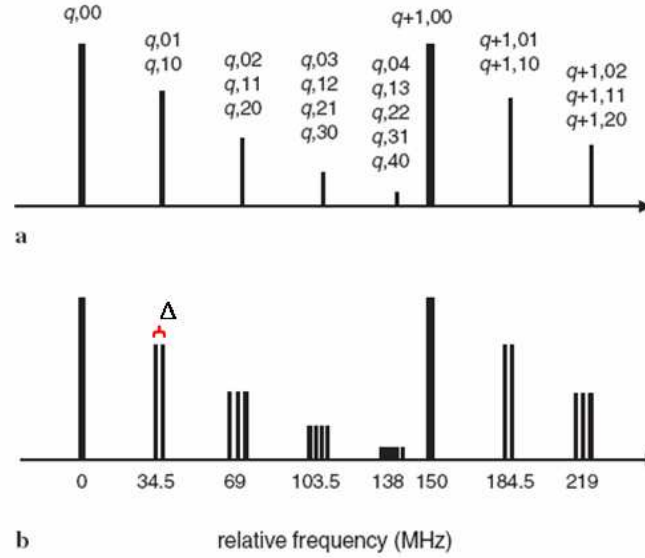 q,00
q,01
q,10
q,02
q,11
q,20
q,03
q,12
q,21
q,30
q,04
q,13
q,22
q,31
q,40
q+1,00
q+1,01
q+1,10
q+1,02
q+1,11
q+1,20
a
Δ
0 34.5 69 103.5 138 150 184.5 219
b relative frequency (MHz)